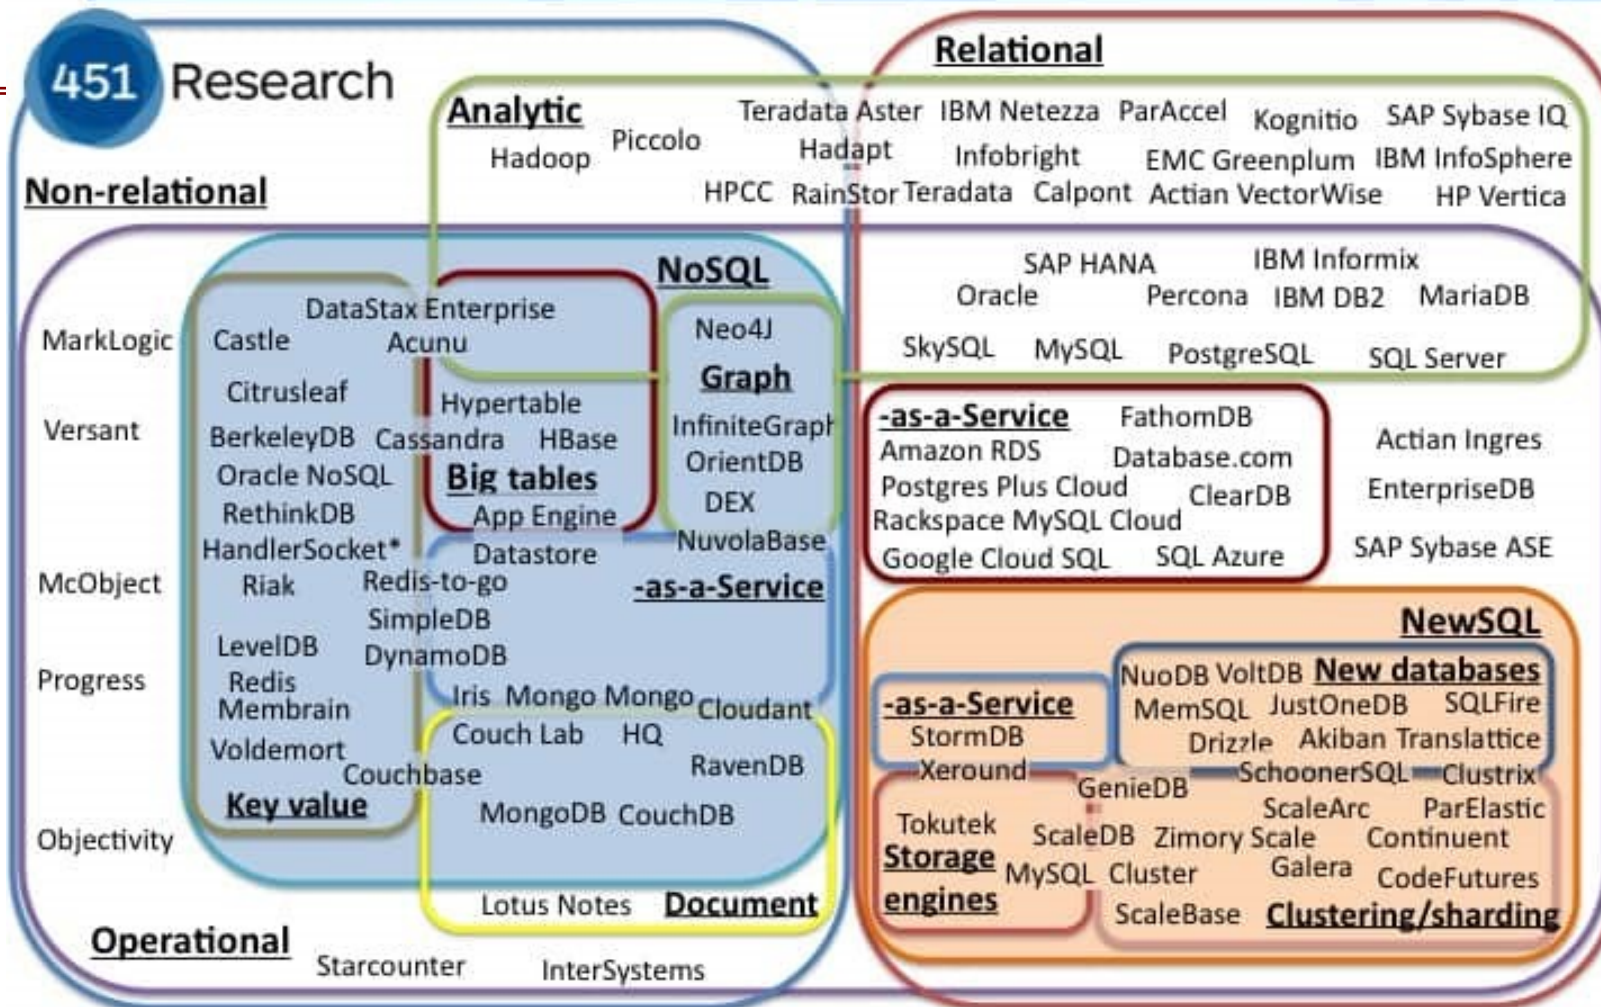 451 Research
Relational
Analytic
Teradata Aster IBM Netezza ParAccel Kognitio SAP Sybase IQ
Piccolo
Hadoop
Hadapt Infobright EMC Greenplum IBM InfoSphere
Non-relational
HPCC RainStor Teradata Calpont Actian VectorWise HP Vertica
NoSQL
SAP HANA IBM Informix
Oracle Percona IBM DB2 MariaDB
SkySQL MySQL PostgreSQL SQL Server
MarkLogic
Versant
McObject
Progress
Objectivity
DataStax Enterprise
Castle Acunu
Citrusleaf
BerkeleyDB Cassandra
Oracle NoSQL
RethinkDB
HandlerSocket*
Riak
LevelDB
Redis
Membrain
Voldemort
Couchbase
Key value
Hypertable
HBase
Big tables
App Engine
Datastore
Neo4J
Graph
InfiniteGraph
OrientDB
DEX
NuvolaBase
-as-a-Service
Redis-to-go
SimpleDB
DynamoDB
Iris Mongo Mongo Cloudant
Couch Lab HQ
RavenDB
MongoDB CouchDB
Lotus Notes Document
Operational
Starcounter InterSystems
-as-a-Service FathomDB
Amazon RDS Database.com
Postgres Plus Cloud ClearDB
Rackspace MySQL Cloud
Google Cloud SQL SQL Azure
Actian Ingres
EnterpriseDB
SAP Sybase ASE
NewSQL
NuoDB VoltDB New databases
MemSQL JustOneDB SQLFire
Drizzle Akiban Translattice
-as-a-Service
StormDB
Xeround
GenieDB SchoonerSQL Clustrix
ScaleArc ParElastic
Tokutek ScaleDB Zimory Scale Continuent
Storage
engines
MySQL Cluster Galera CodeFutures
ScaleBase Clustering/sharding